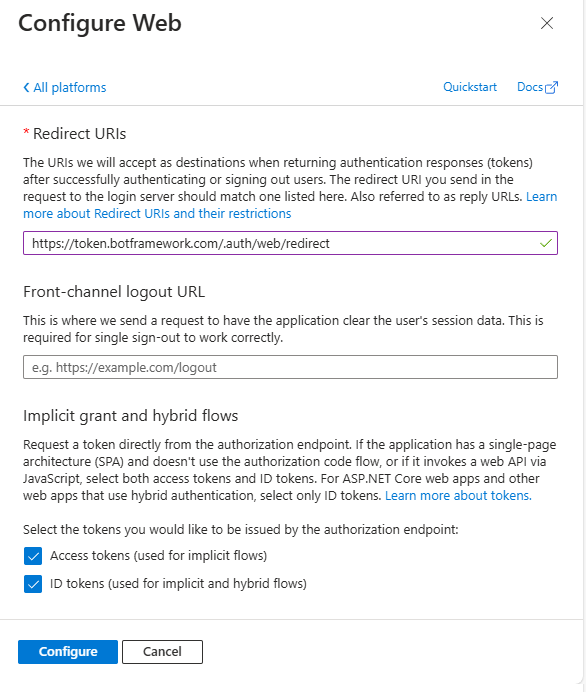 Configure Web
All platforms
Quickstart
Docs
* Redirect URIs
The URIs we will accept as destinations when returning authentication responses (tokens)
after successfully authenticating or signing out users. The redirect URI you send in the
request to the login server should match one listed here. Also referred to as reply URLs. Learn
more about Redirect URIs and their restrictions
https://token.botframework.com/.auth/web/redirect
Front-channel logout URL
This is where we send a request to have the application clear the user's session data. This is
required for single sign-out to work correctly.
e.g. https://example.com/logout
Implicit grant and hybrid flows
Request a token directly from the authorization endpoint. If the application has a single-page
architecture (SPA) and doesn't use the authorization code flow, or if it invokes a web API via
JavaScript, select both access tokens and ID tokens. For ASP.NET Core web apps and other
web apps that use hybrid authentication, select only ID tokens. Learn more about tokens.
Select the tokens you would like to be issued by the authorization endpoint:
Access tokens (used for implicit flows)
ID tokens (used for implicit and hybrid flows)
Configure
Cancel